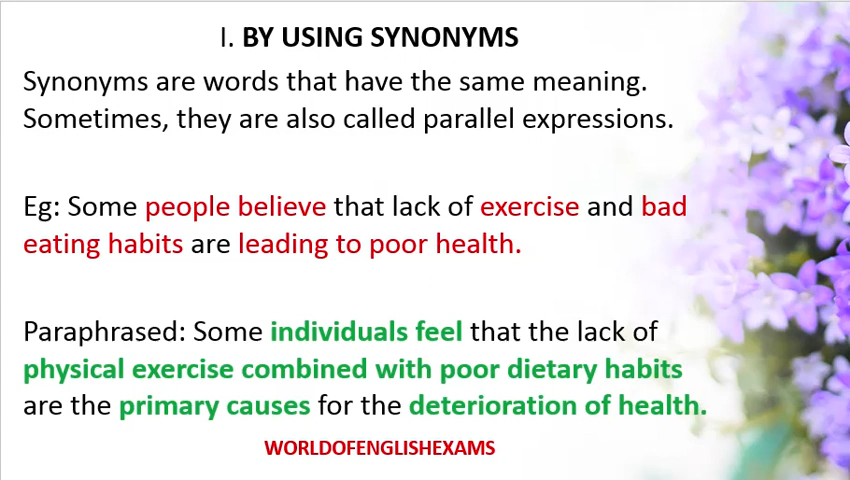 I. BY USING SYNONYMS
Synonyms are words that have the same meaning.
Sometimes, they are also called parallel expressions.
Eg: Some people believe that lack of exercise and bad
eating habits are leading to poor health.
Paraphrased: Some individuals feel that the lack of
physical exercise combined with poor dietary habits
are the primary causes for the deterioration of health.
WORLDOFENGLISHEXAMS